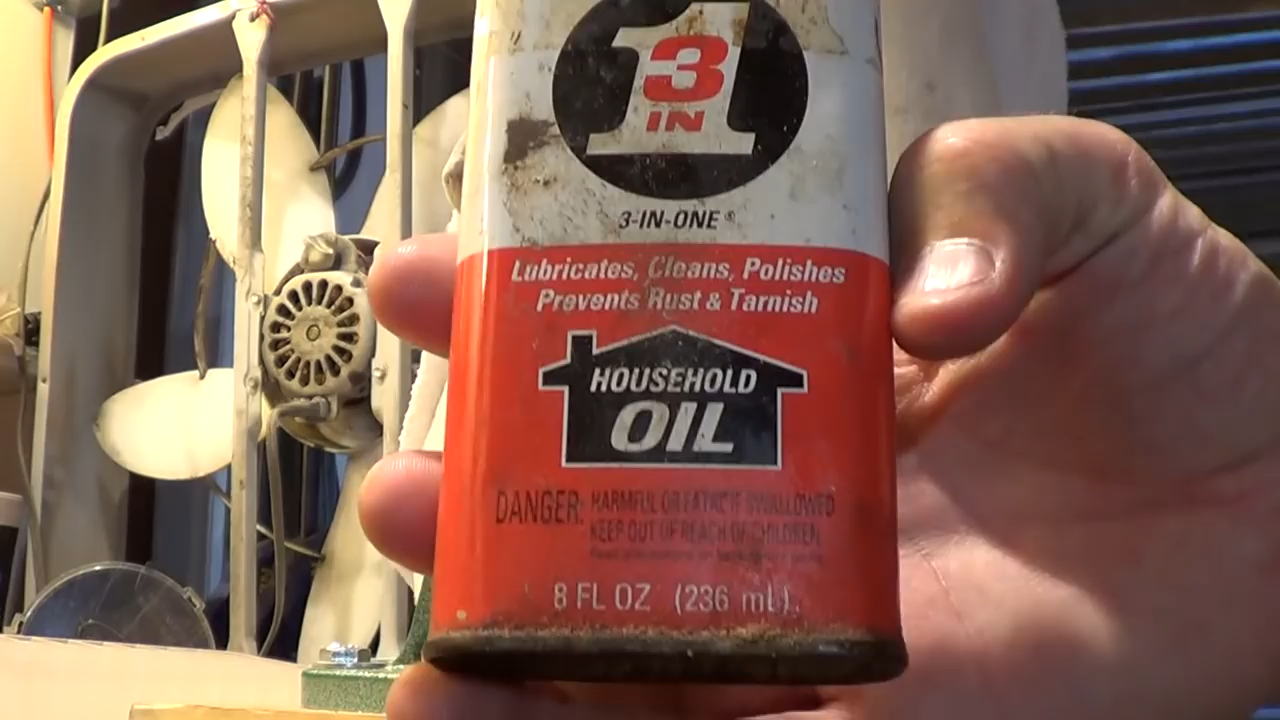 1
3
IN
3-IN-ONE®
Lubricates, Cleans, Polishes
Prevents Rust & Tarnish
HOUSEHOLD
OIL
DANGER: HARMFUL OR FATAL IF SWALLOWED
KEEP OUT OF REACH OF CHILDREN.
8 FL OZ (236 mL).